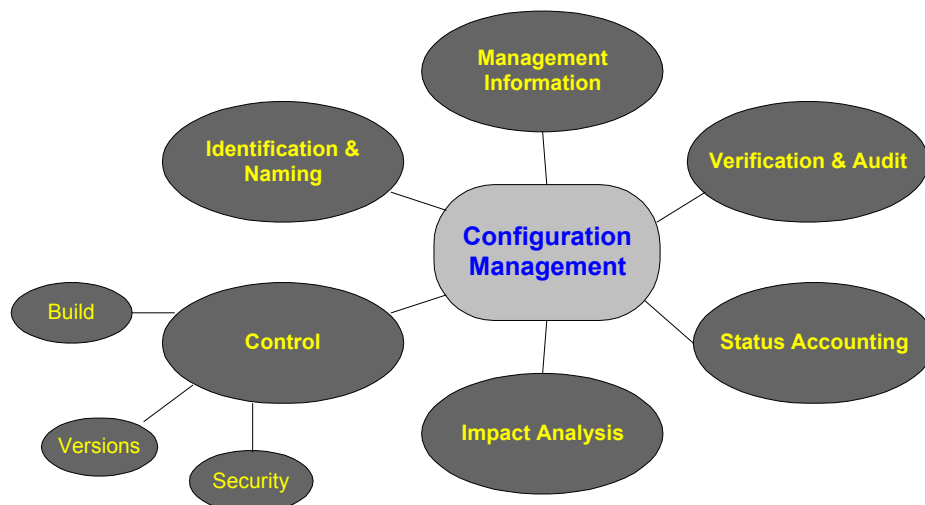 Management
Information
Identification &
Naming
Verification & Audit
Configuration
Management
Build
Control
Status Accounting
Impact Analysis
Versions
Security